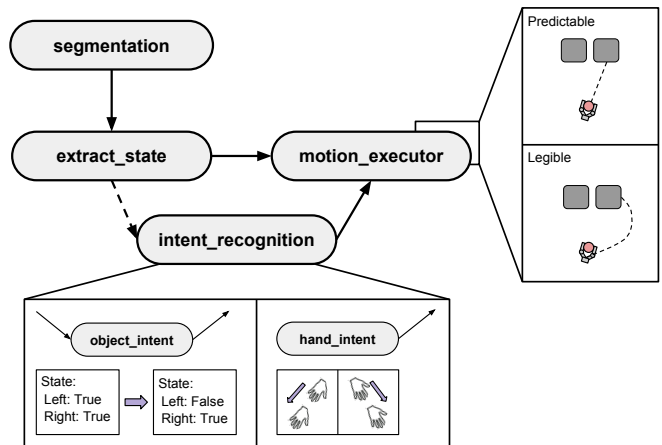 segmentation
Predictable
extract_state
motion_executor
Legible
intent_recognition
object_intent
hand_intent
State:
Left: True
Right: True
State:
Left: False
Right: True